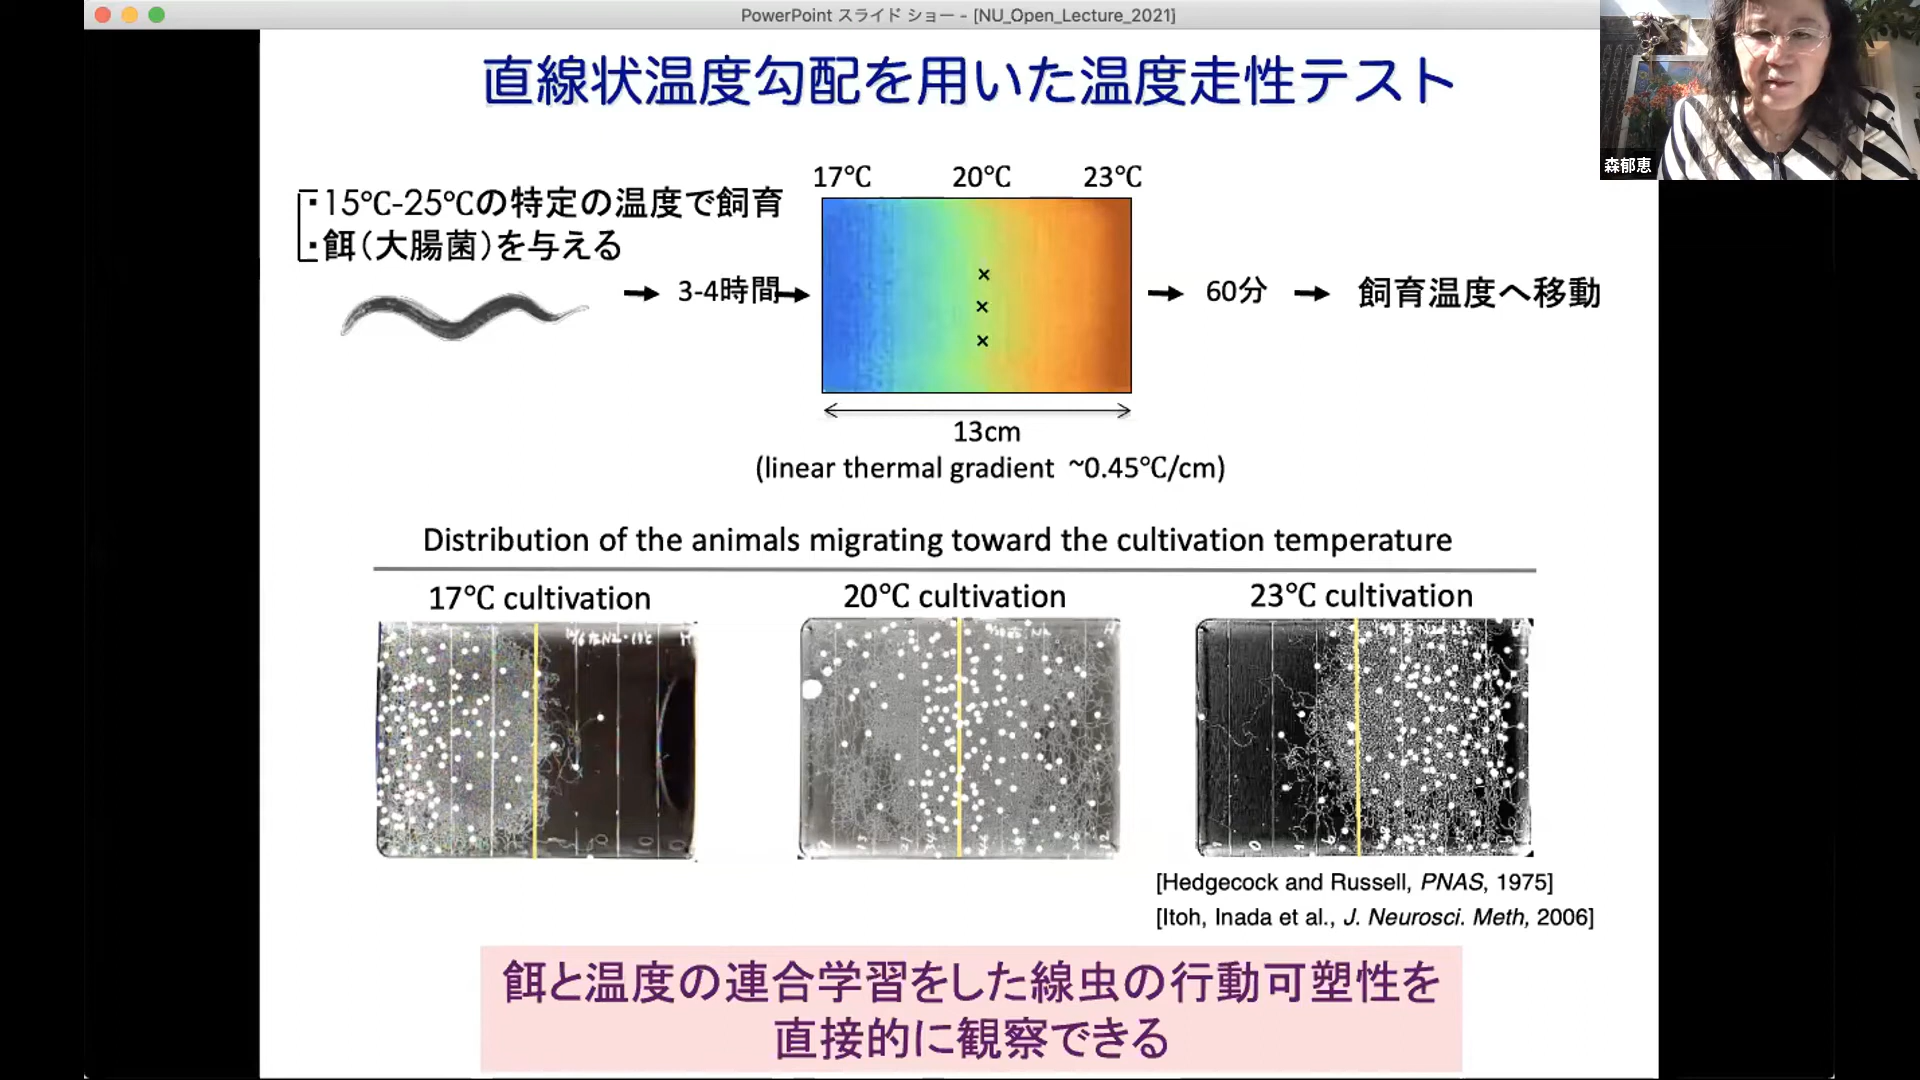 PowerPoint スライド ショー - [NU_Open_Lecture_2021]
直線状温度勾配を用いた温度走性テスト
森郁恵
17℃ 20℃ 23℃
・15℃-25℃の特定の温度で飼育
・餌（大腸菌）を与える
3-4時間
60分
飼育温度へ移動
13cm
(linear thermal gradient ~0.45℃/cm)
Distribution of the animals migrating toward the cultivation temperature
17℃ cultivation
20℃ cultivation
23℃ cultivation
[Hedgecock and Russell, PNAS, 1975]
[Itoh, Inada et al., J. Neurosci. Meth, 2006]
餌と温度の連合学習をした線虫の行動可塑性を
直接的に観察できる